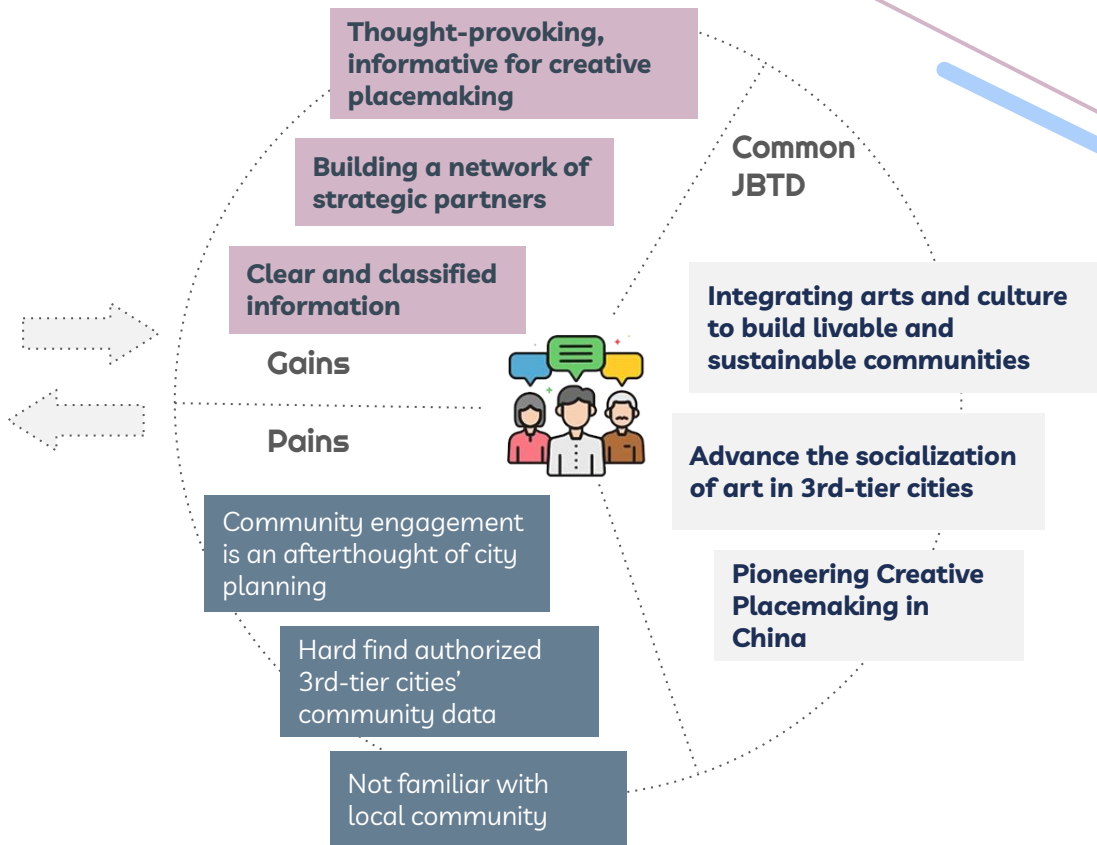 Thought-provoking,
informative for creative
placemaking
Building a network of
strategic partners
Clear and classified
information
Gains
Pains
Community engagement
is an afterthought of city
planning
Hard find authorized
3rd-tier cities’
community data
Not familiar with
local community
Common
JBTD
Integrating arts and culture
to build livable and
sustainable communities
Advance the socialization
of art in 3rd-tier cities
Pioneering Creative
Placemaking in
China